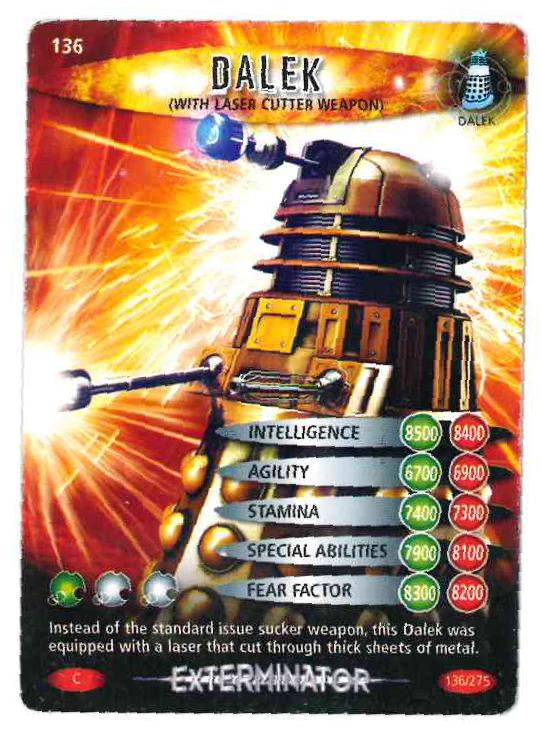 136
DALEK
(WITH LASER CUTTER WEAPON)
DALEK
INTELLIGENCE 8500 8400
AGILITY 6700 6900
STAMINA 7400 7300
SPECIAL ABILITIES 7900 8100
FEAR FACTOR 8300 8200
Instead of the standard issue sucker weapon, this Dalek was
equipped with a laser that cut through thick sheets of metal.
C EXTERMINATOR 136/275